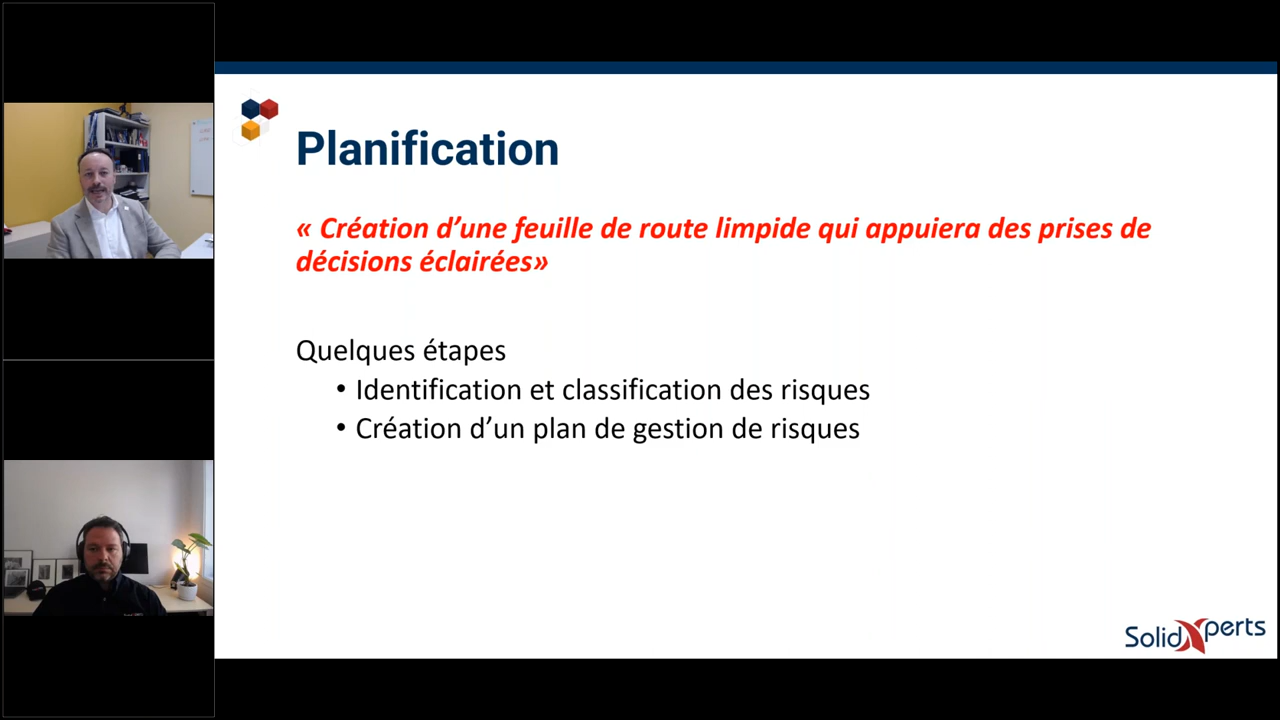 Planification
« Création d’une feuille de route limpide qui appuiera des prises de
décisions éclairées»
Quelques étapes
• Identification et classification des risques
• Création d’un plan de gestion de risques
SolidXperts